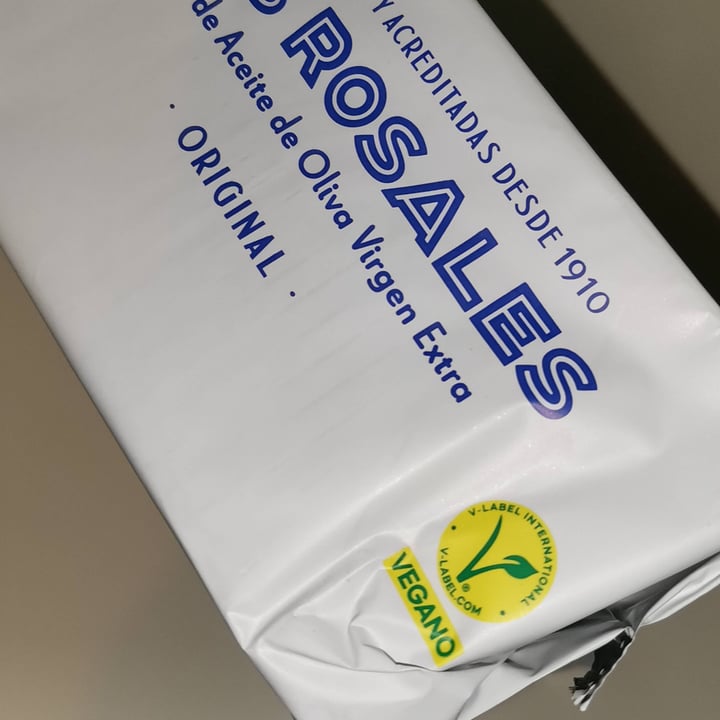 Y ACREDITADAS DESDE 1910
ROSALES
de Aceite de Oliva Virgen Extra
· ORIGINAL ·
V-LABEL INTERNATIONAL
V-LABEL.COM
®
VEGANO